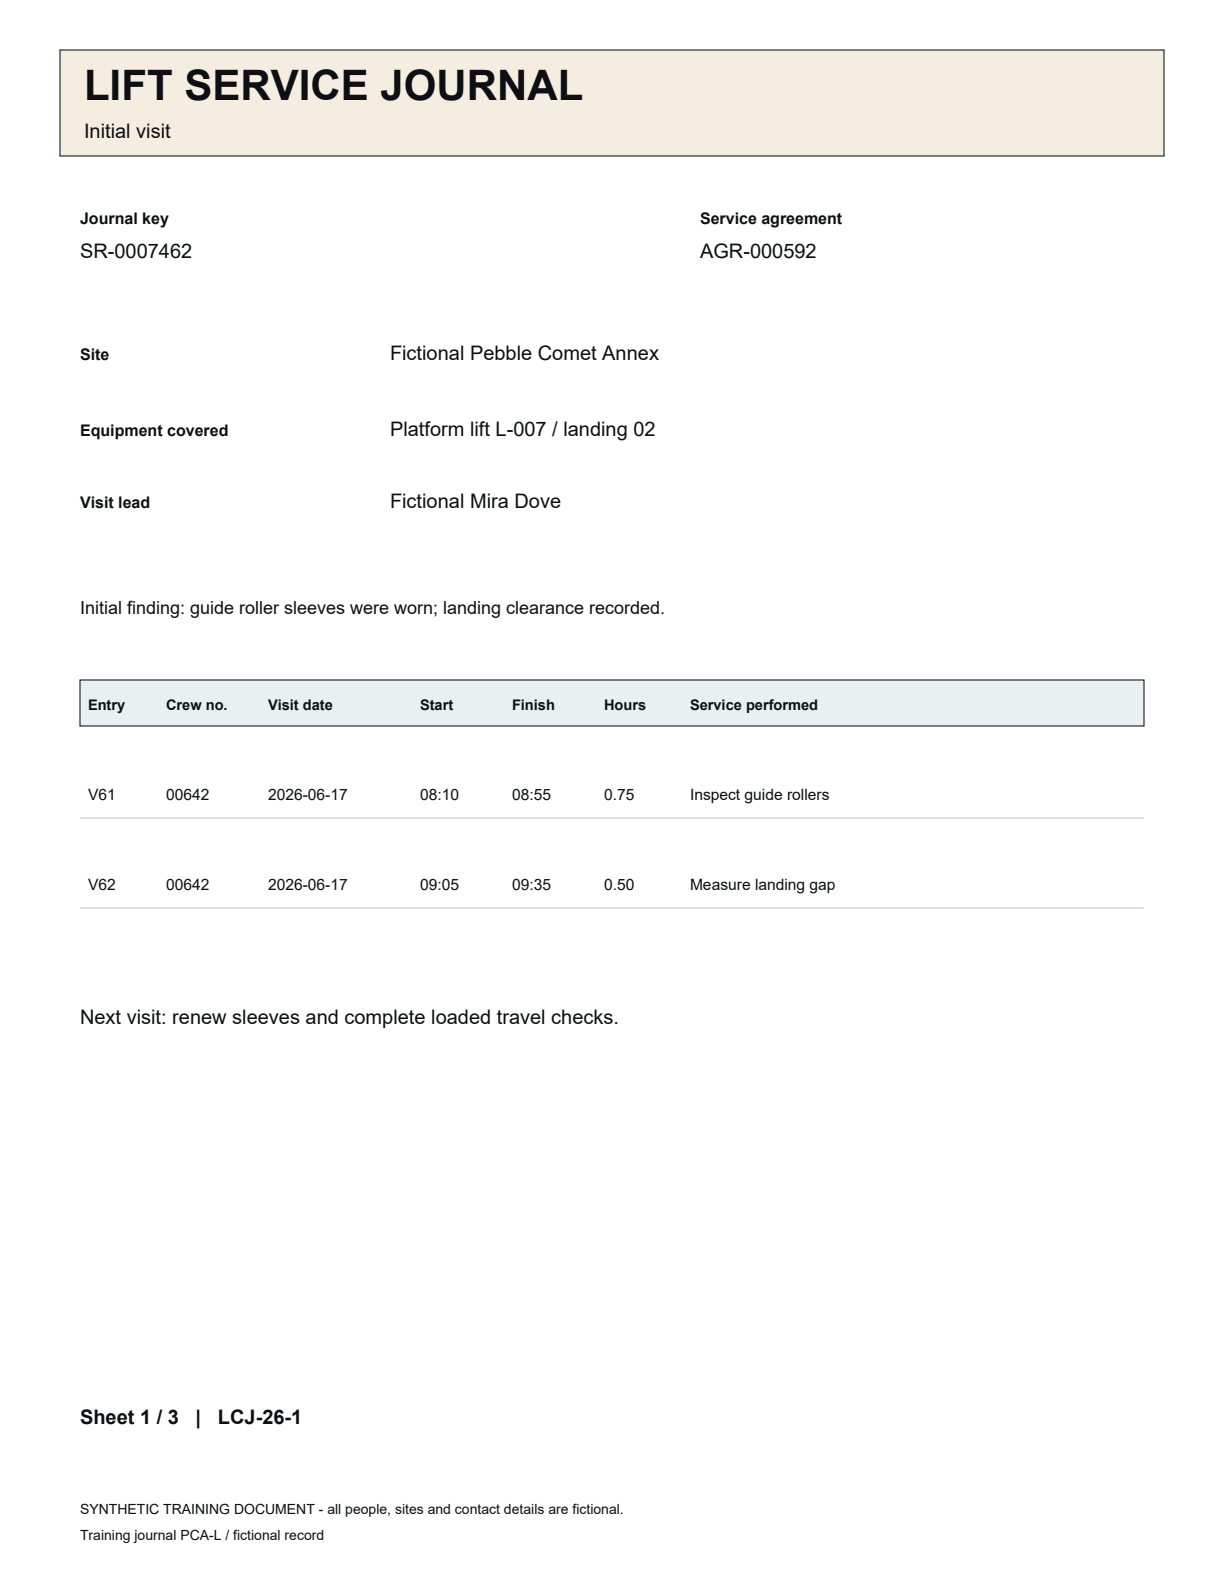 LIFT SERVICE JOURNAL
Initial visit
Journal key Service agreement
SR-0007462 AGR-000592
Site Fictional Pebble Comet Annex
Equipment covered Platform lift L-007 / landing 02
Visit lead Fictional Mira Dove
Initial finding: guide roller sleeves were worn; landing clearance recorded.
Entry Crew no. Visit date Start Finish Hours Service performed
V61 00642 2026-06-17 08:10 08:55 0.75 Inspect guide rollers
V62 00642 2026-06-17 09:05 09:35 0.50 Measure landing gap
Next visit: renew sleeves and complete loaded travel checks.
Sheet 1 / 3 | LCJ-26-1
SYNTHETIC TRAINING DOCUMENT - all people, sites and contact details are fictional.
Training journal PCA-L / fictional record